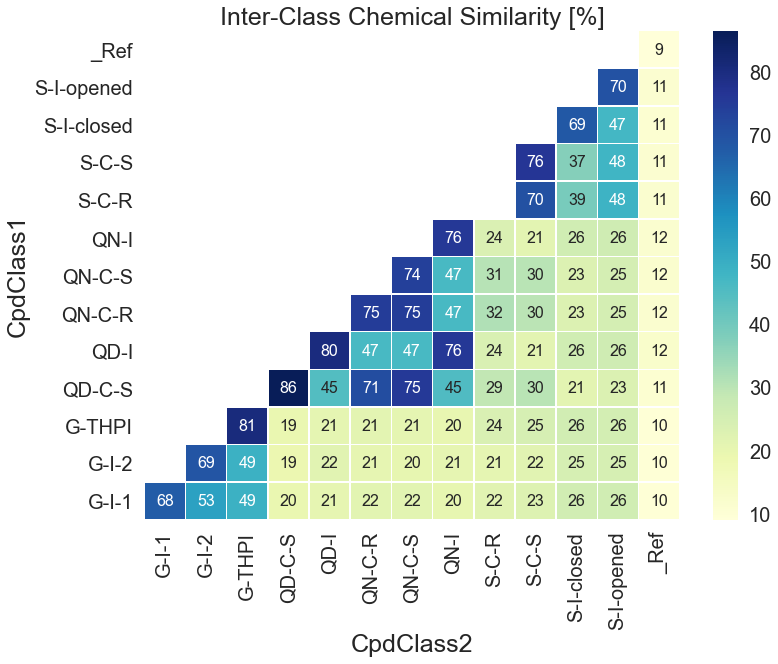 Inter-Class Chemical Similarity [%]
CpdClass1
_Ref 9
S-I-opened 70 11
S-I-closed 69 47 11
S-C-S 76 37 48 11
S-C-R 70 39 48 11
QN-I 76 24 21 26 26 12
QN-C-S 74 47 31 30 23 25 12
QN-C-R 75 75 47 32 30 23 25 12
QD-I 80 47 47 76 24 21 26 26 12
QD-C-S 86 45 71 75 45 29 30 21 23 11
G-THPI 81 19 21 21 21 20 24 25 26 26 10
G-I-2 69 49 19 22 21 20 21 21 22 25 25 10
G-I-1 68 53 49 20 21 22 22 20 22 23 26 26 10
G-I-1 G-I-2 G-THPI QD-C-S QD-I QN-C-R QN-C-S QN-I S-C-R S-C-S S-I-closed S-I-opened _Ref
CpdClass2
80
70
60
50
40
30
20
10